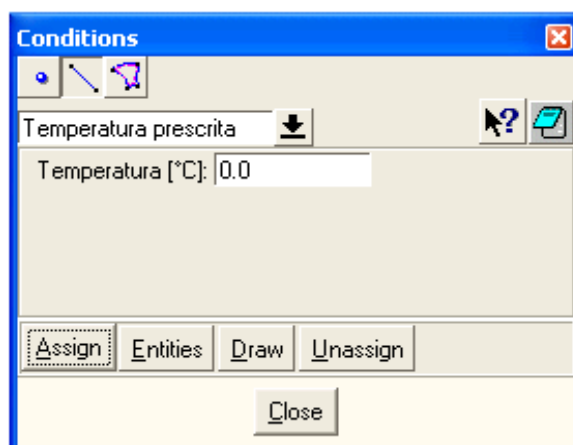 Conditions
Temperatura prescrita
?
Temperatura [°C]: 0.0
Assign Entities Draw Unassign
Close